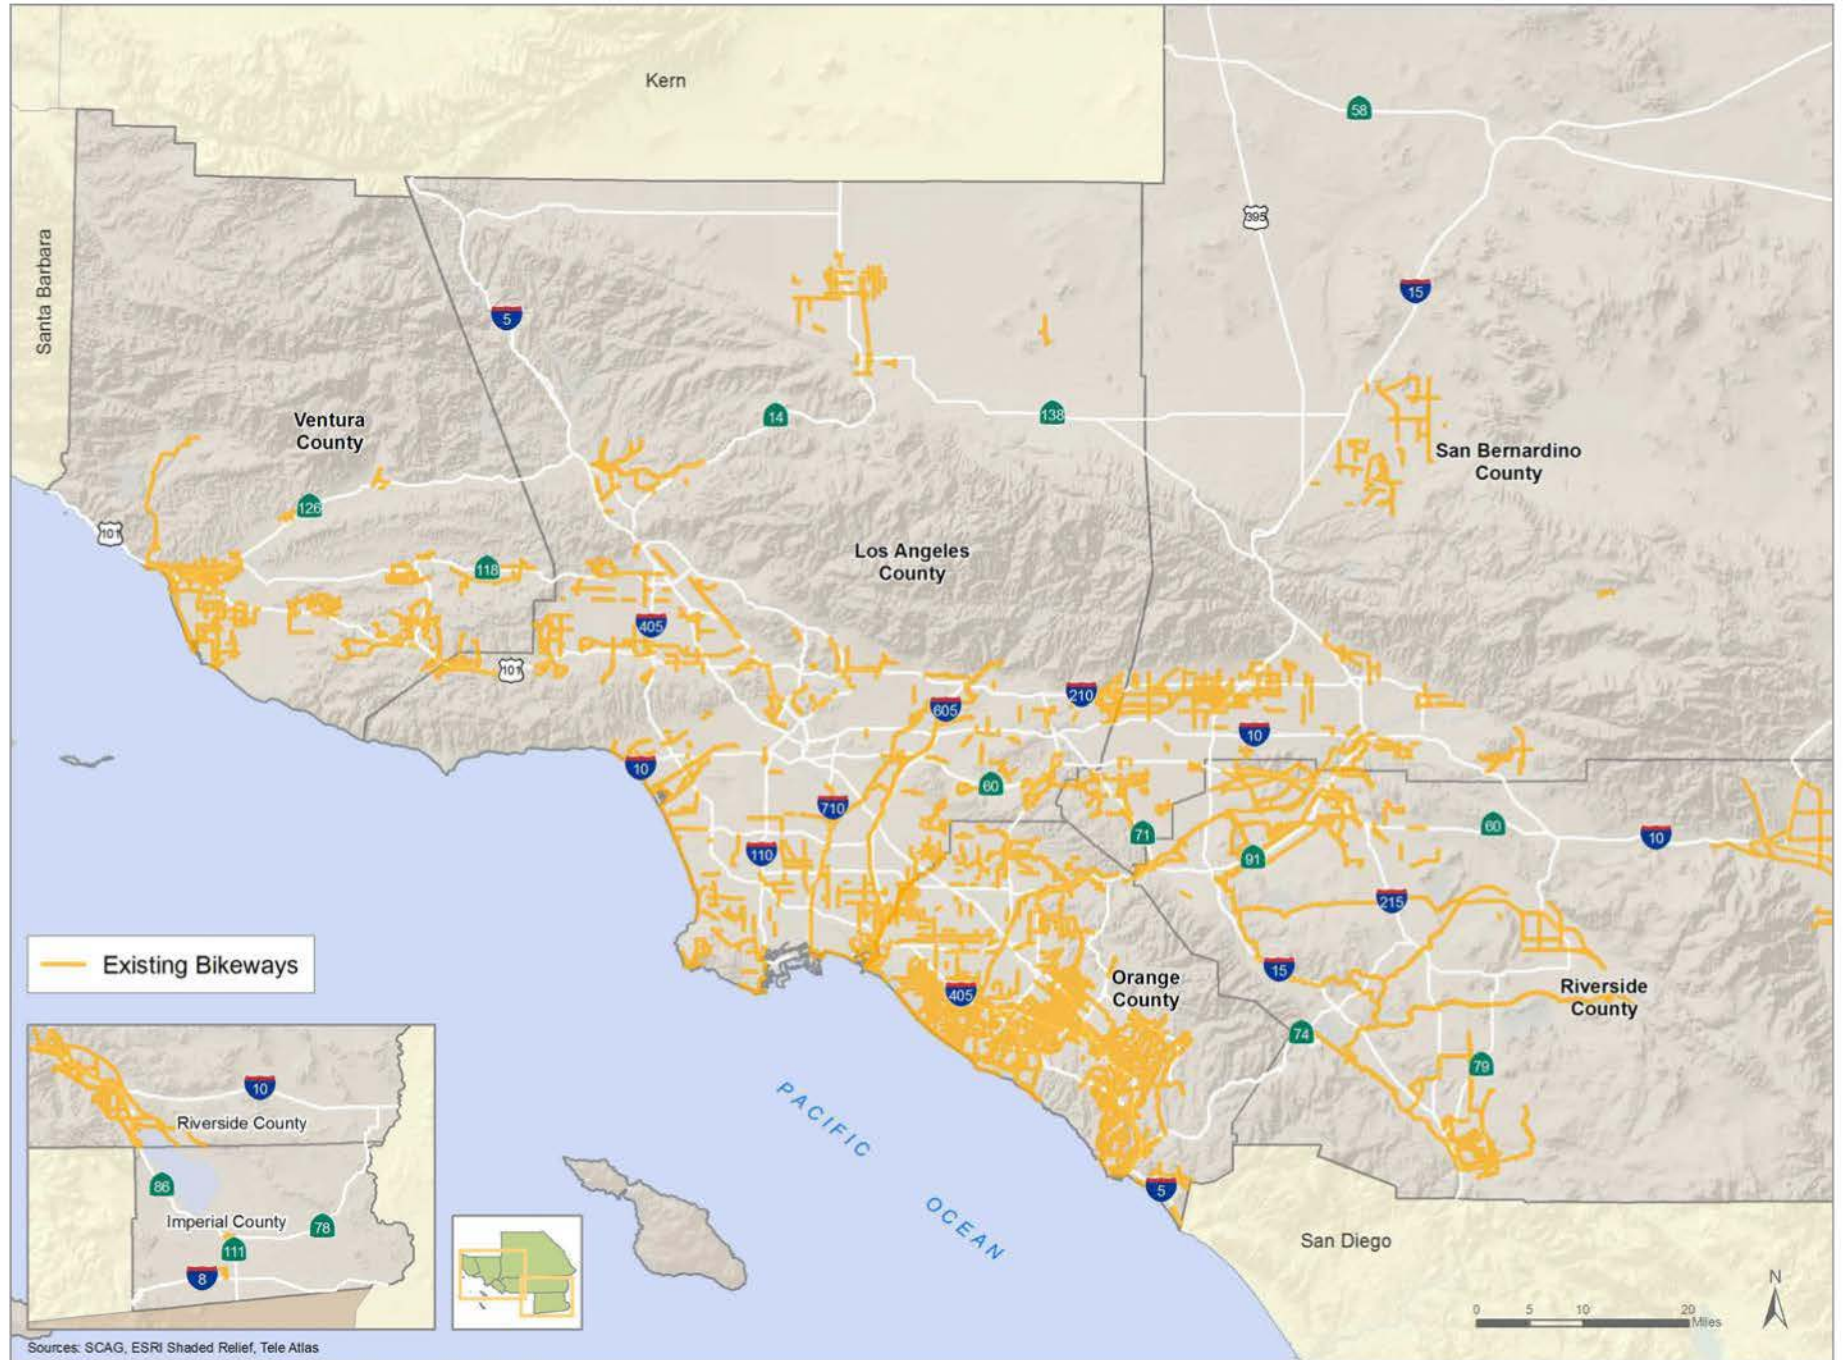 Kern
58
395
Santa Barbara
15
5
Ventura
County
14
138
San Bernardino
County
126
101
Los Angeles
County
118
405
101
210
605
10
10
60
710
71
60
10
110
91
215
Existing Bikeways
15
Orange
County
405
Riverside
County
74
79
10
PACIFIC
OCEAN
Riverside County
86
5
Imperial County
78
San Diego
111
8
N
0 5 10 20
Miles
Sources: SCAG, ESRI Shaded Relief, Tele Atlas